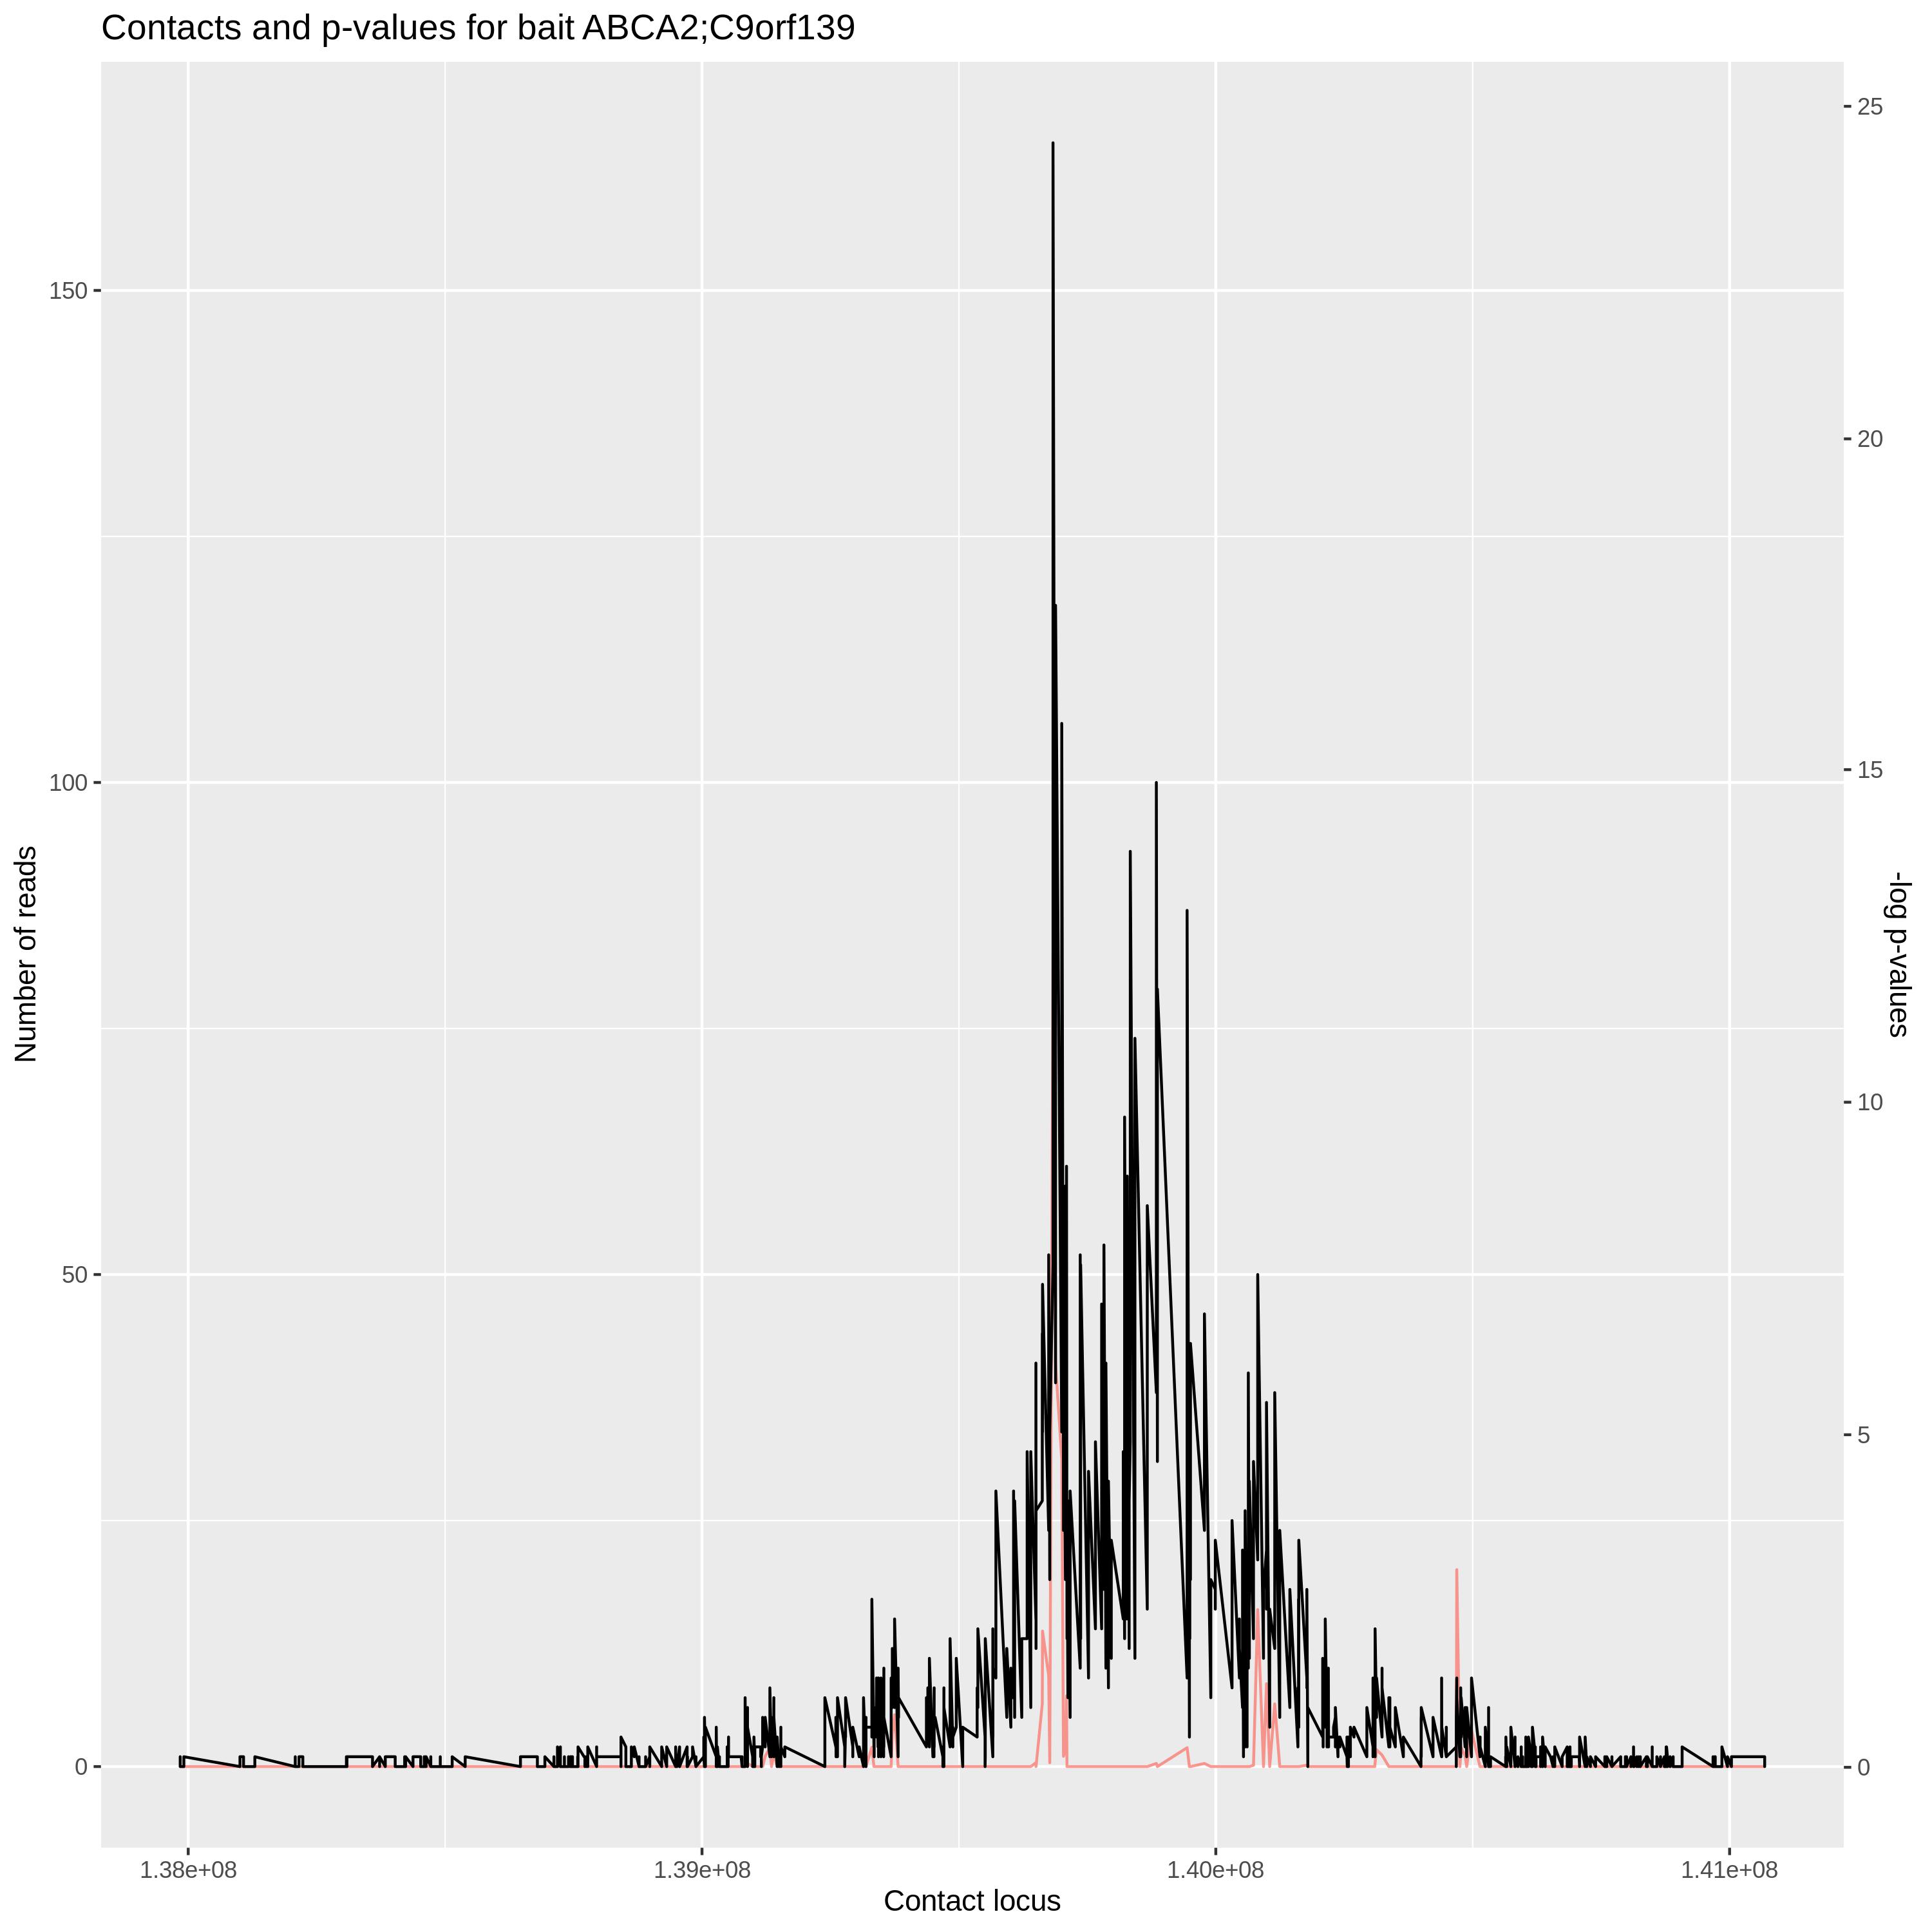 Contacts and p-values for bait ABCA2;C9orf139
Number of reads
150
100
50
0
25
20
15
10
5
0
-log p-values
1.38e+08
1.39e+08
1.40e+08
1.41e+08
Contact locus